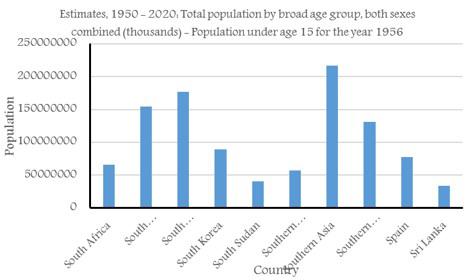 Estimates, 1950 - 2020: Total population by broad age group, both sexes
combined (thousands) - Population under age 15 for the year 1956
Population
250000000
200000000
150000000
100000000
50000000
0
South Africa
South...
South...
South Korea
South Sudan
Southern...
Southern Asia
Southern...
Spain
Sri Lanka
Country